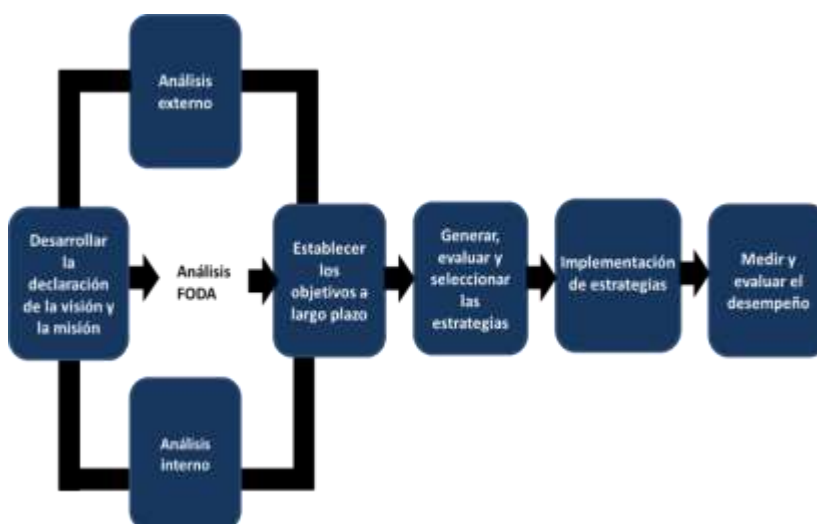 Análisis
externo
Desarrollar
la
declaración
de la visión y
la misión
Análisis
FODA
Establecer
los
objetivos a
largo plazo
Generar,
evaluar y
seleccionar
las
estrategias
Implementación
de estrategias
Medir y
evaluar el
desempeño
Análisis
interno